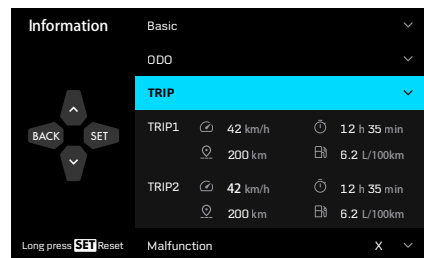 Information
Basic
ODO
TRIP
BACK SET
TRIP1 42 km/h 12 h 35 min
200 km 6.2 L/100km
TRIP2 42 km/h 12 h 35 min
200 km 6.2 L/100km
Long press SET Reset
Malfunction X